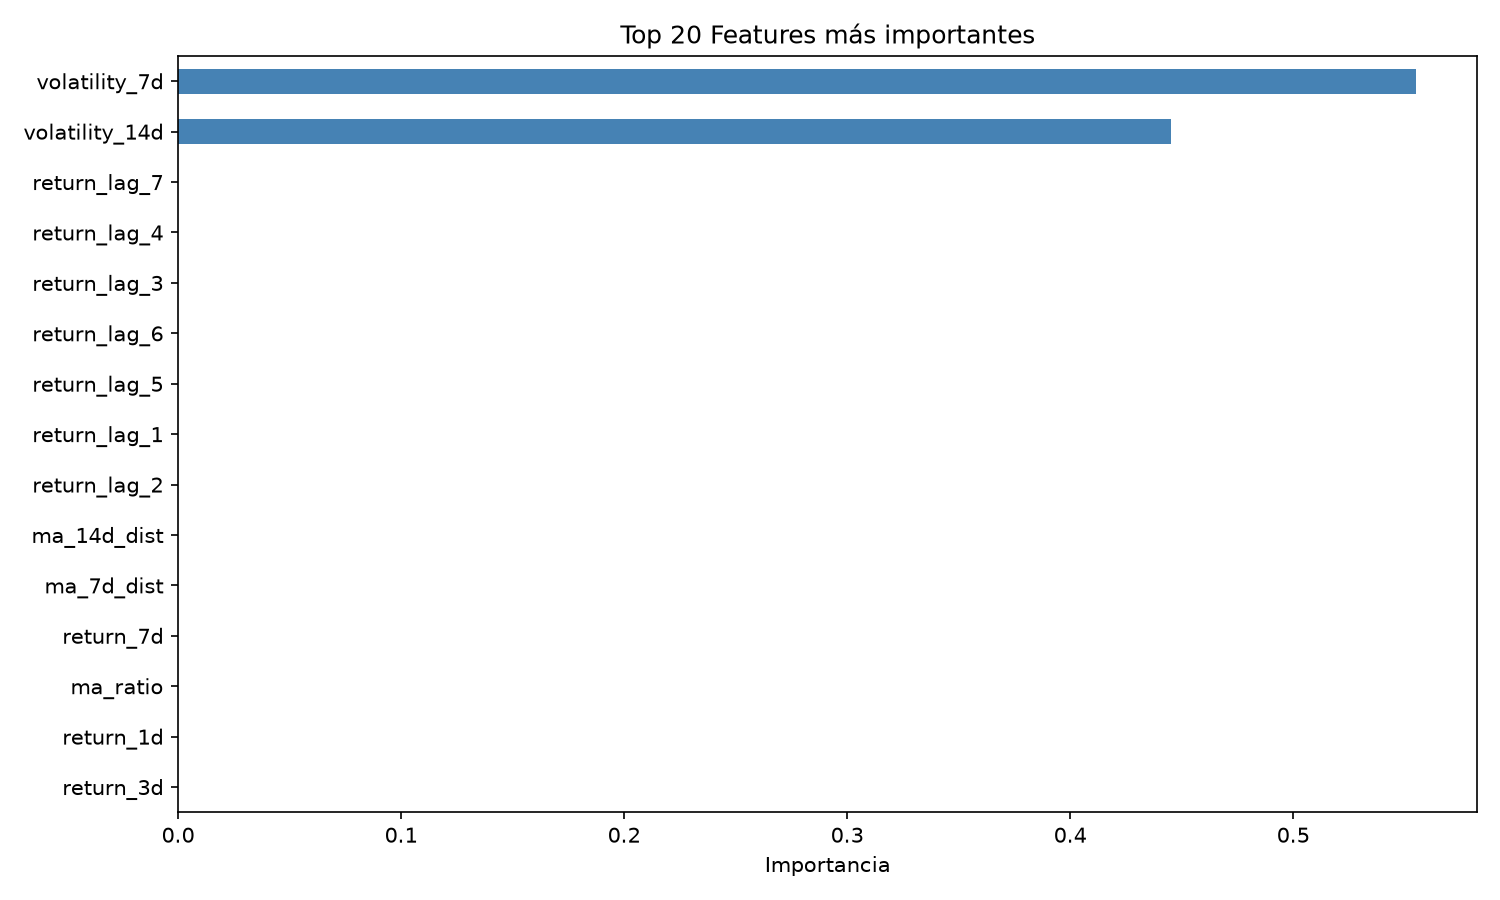 Top 20 Features más importantes
volatility_7d
volatility_14d
return_lag_7
return_lag_4
return_lag_3
return_lag_6
return_lag_5
return_lag_1
return_lag_2
ma_14d_dist
ma_7d_dist
return_7d
ma_ratio
return_1d
return_3d
0.0 0.1 0.2 0.3 0.4 0.5
Importancia